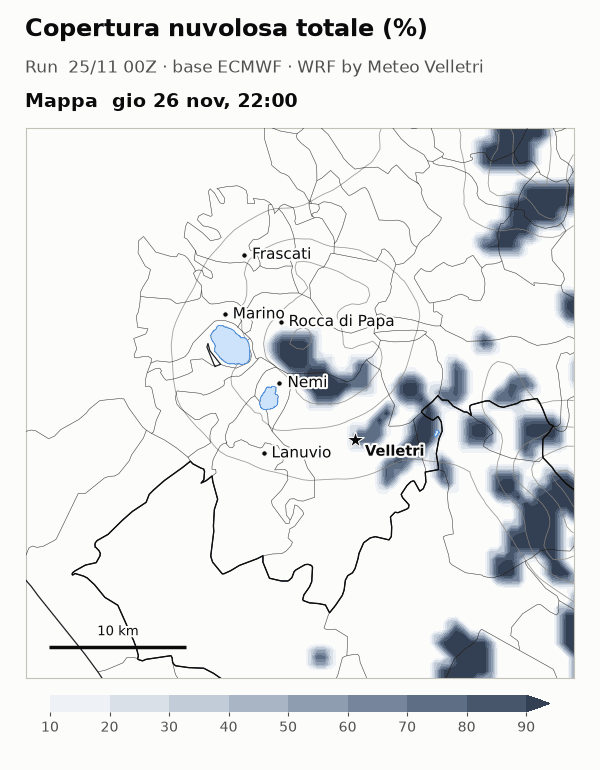 Copertura nuvolosa totale (%)
Run 25/11 00Z · base ECMWF · WRF by Meteo Velletri
Mappa gio 26 nov, 22:00
Frascati
Marino
Rocca di Papa
Nemi
Velletri
Lanuvio
10 km
10 20 30 40 50 60 70 80 90